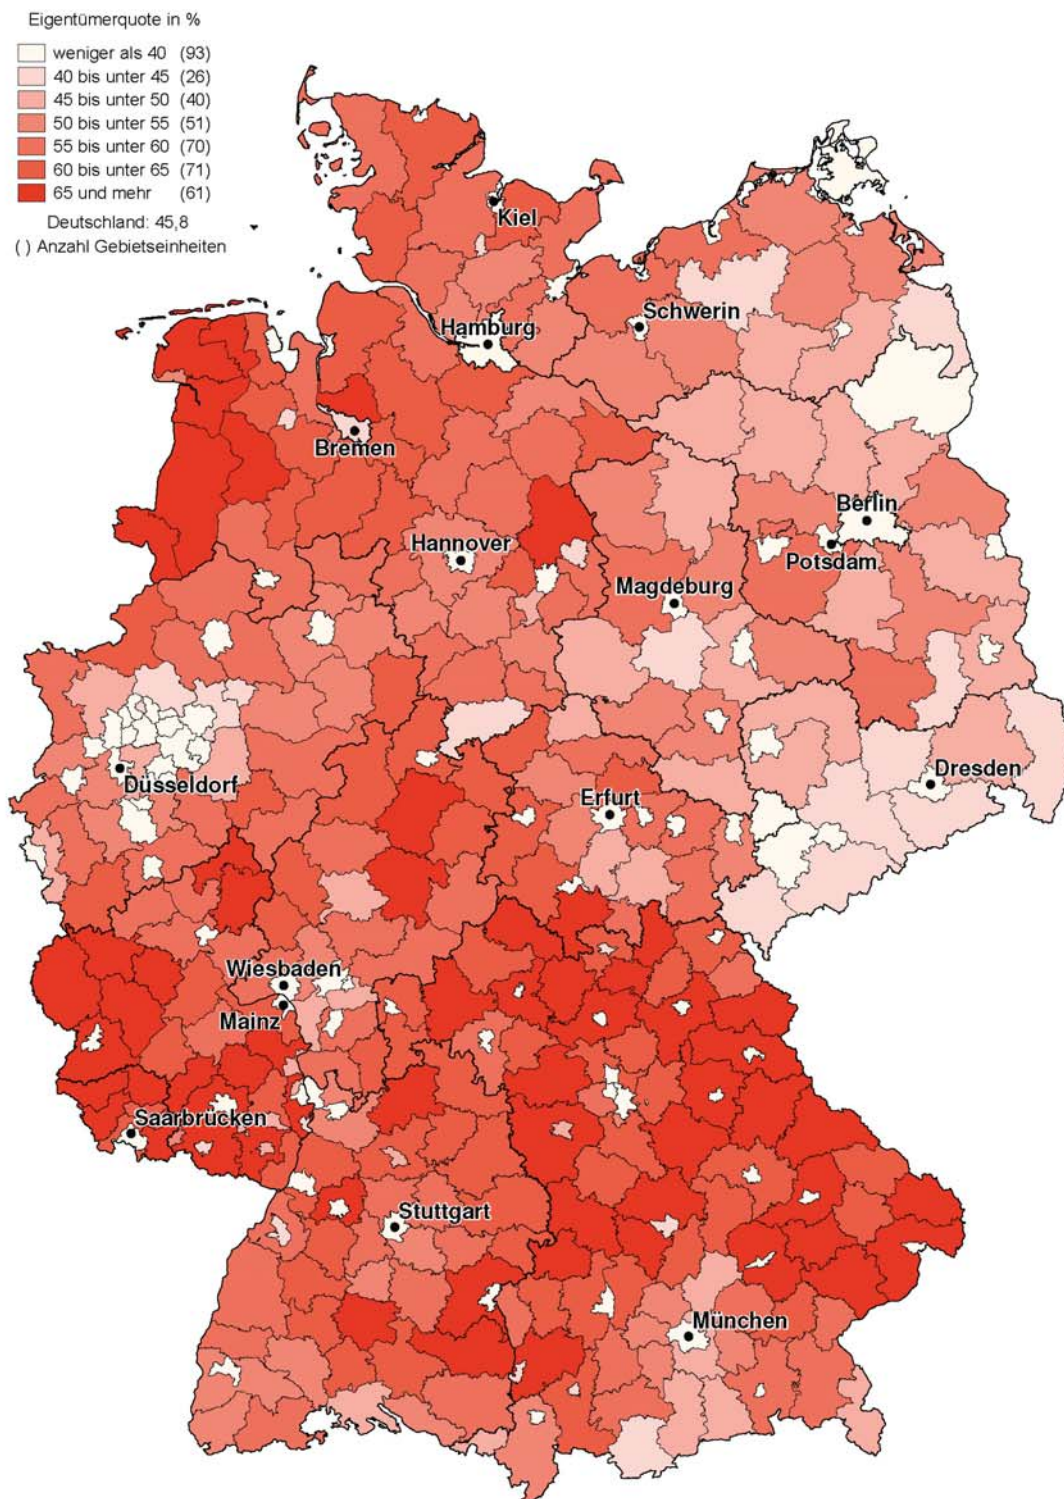 Eigentümerquote in %
weniger als 40 (93)
40 bis unter 45 (26)
45 bis unter 50 (40)
50 bis unter 55 (51)
55 bis unter 60 (70)
60 bis unter 65 (71)
65 und mehr (61)
Deutschland: 45,8
( ) Anzahl Gebietseinheiten
Kiel
Schwerin
Hamburg
Bremen
Berlin
Hannover
Potsdam
Magdeburg
Düsseldorf
Dresden
Erfurt
Wiesbaden
Mainz
Saarbrücken
Stuttgart
München